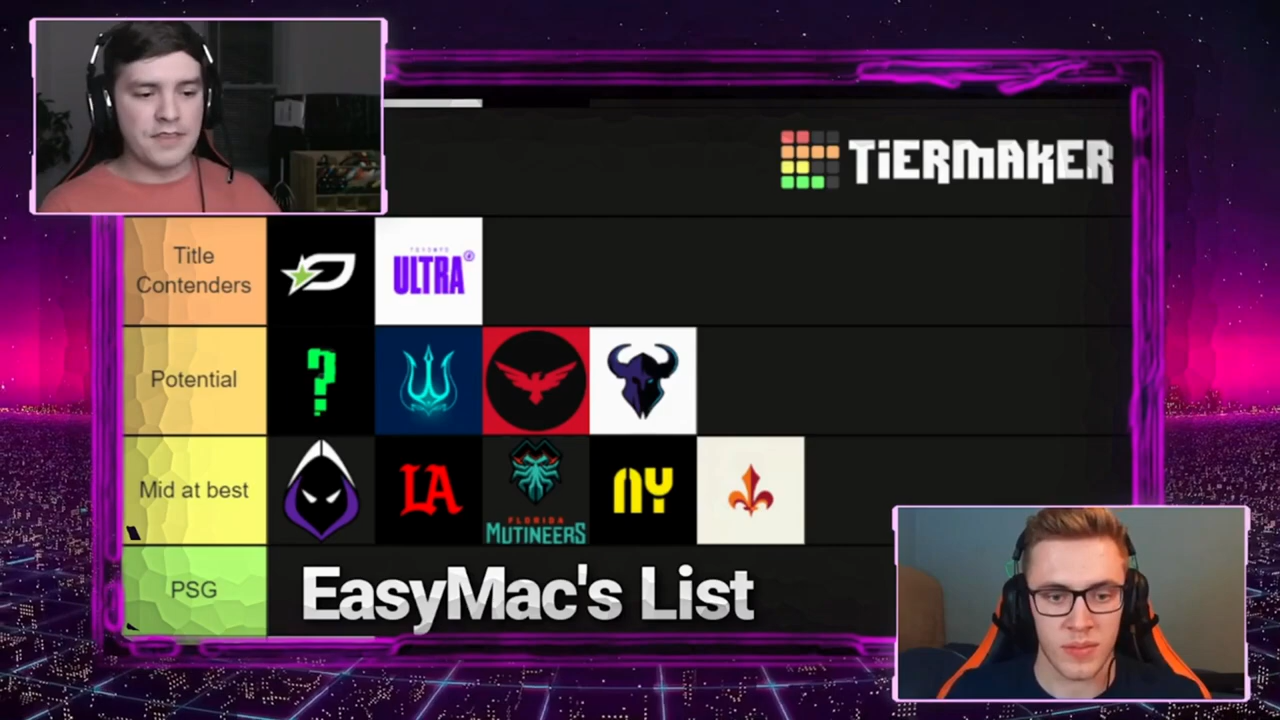 TiERMAKER
Title
Contenders
TORONTO
ULTRA
Potential
?
Mid at best
LA
FLORIDA
MUTINEERS
NY
PSG
EasyMac's List